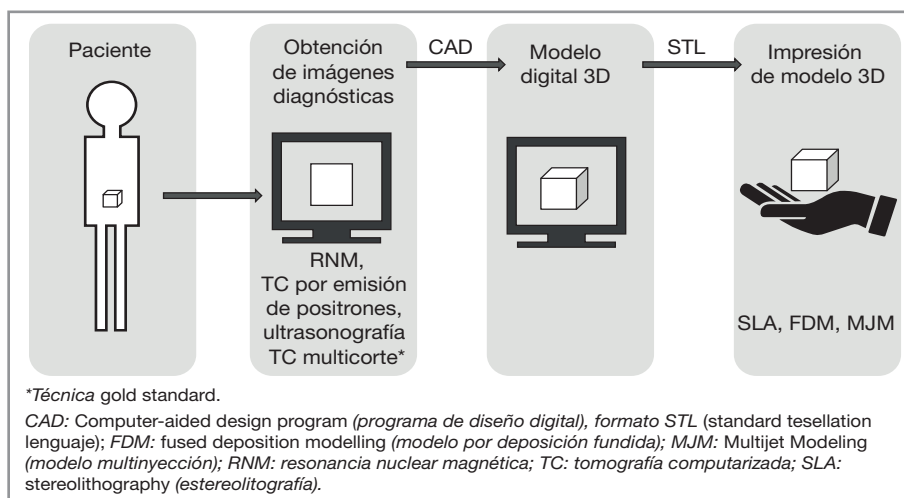 Paciente
Obtención
de imágenes
diagnósticas
CAD
Modelo
digital 3D
STL
Impresión
de modelo 3D
RNM,
TC por emisión
de positrones,
ultrasonografía
TC multicorte*
SLA, FDM, MJM
*Técnica gold standard.
CAD: Computer-aided design program (programa de diseño digital), formato STL (standard tesellation
lenguaje); FDM: fused deposition modelling (modelo por deposición fundida); MJM: Multijet Modeling
(modelo multinyección); RNM: resonancia nuclear magnética; TC: tomografía computarizada; SLA:
stereolithography (estereolitografía).